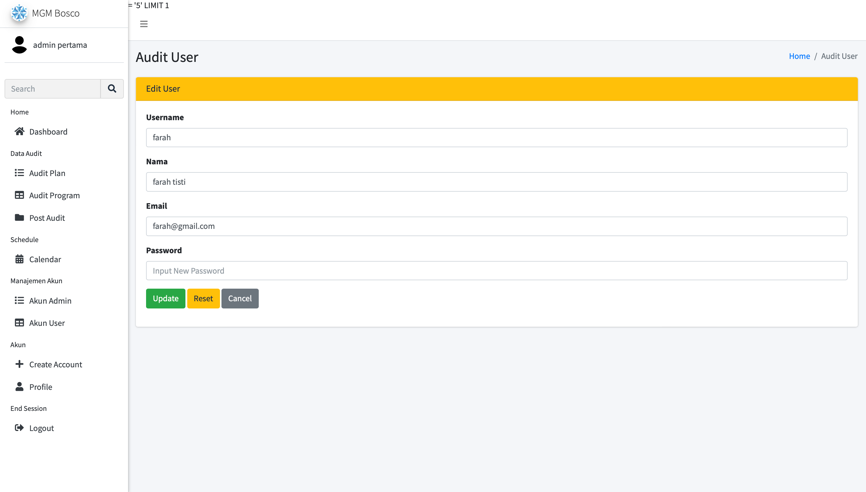 MGM Bosco
admin pertama
Search
Home
Dashboard
Data Audit
Audit Plan
Audit Program
Post Audit
Schedule
Calendar
Manajemen Akun
Akun Admin
Akun User
Akun
Create Account
Profile
End Session
Logout
= '5' LIMIT 1
Audit User
Home / Audit User
Edit User
Username
farah
Nama
farah tisti
Email
farah@gmail.com
Password
Input New Password
Update Reset Cancel